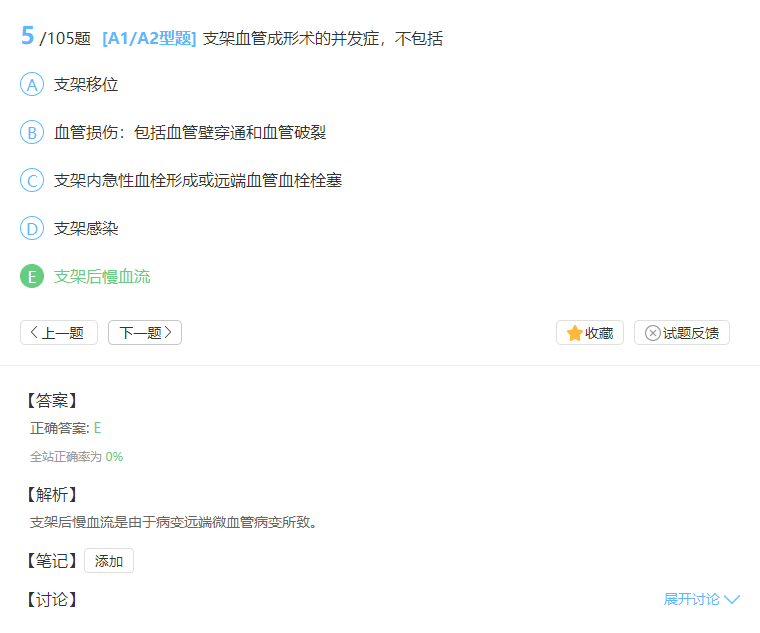 5 /105题 [A1/A2型题] 支架血管成形术的并发症，不包括
A 支架移位
B 血管损伤：包括血管壁穿通和血管破裂
C 支架内急性血栓形成或远端血管血栓栓塞
D 支架感染
E 支架后慢血流
上一题 下一题 收藏 试题反馈
【答案】
正确答案: E
全站正确率为 0%
【解析】
支架后慢血流是由于病变远端微血管病变所致。
【笔记】 添加
【讨论】 展开讨论